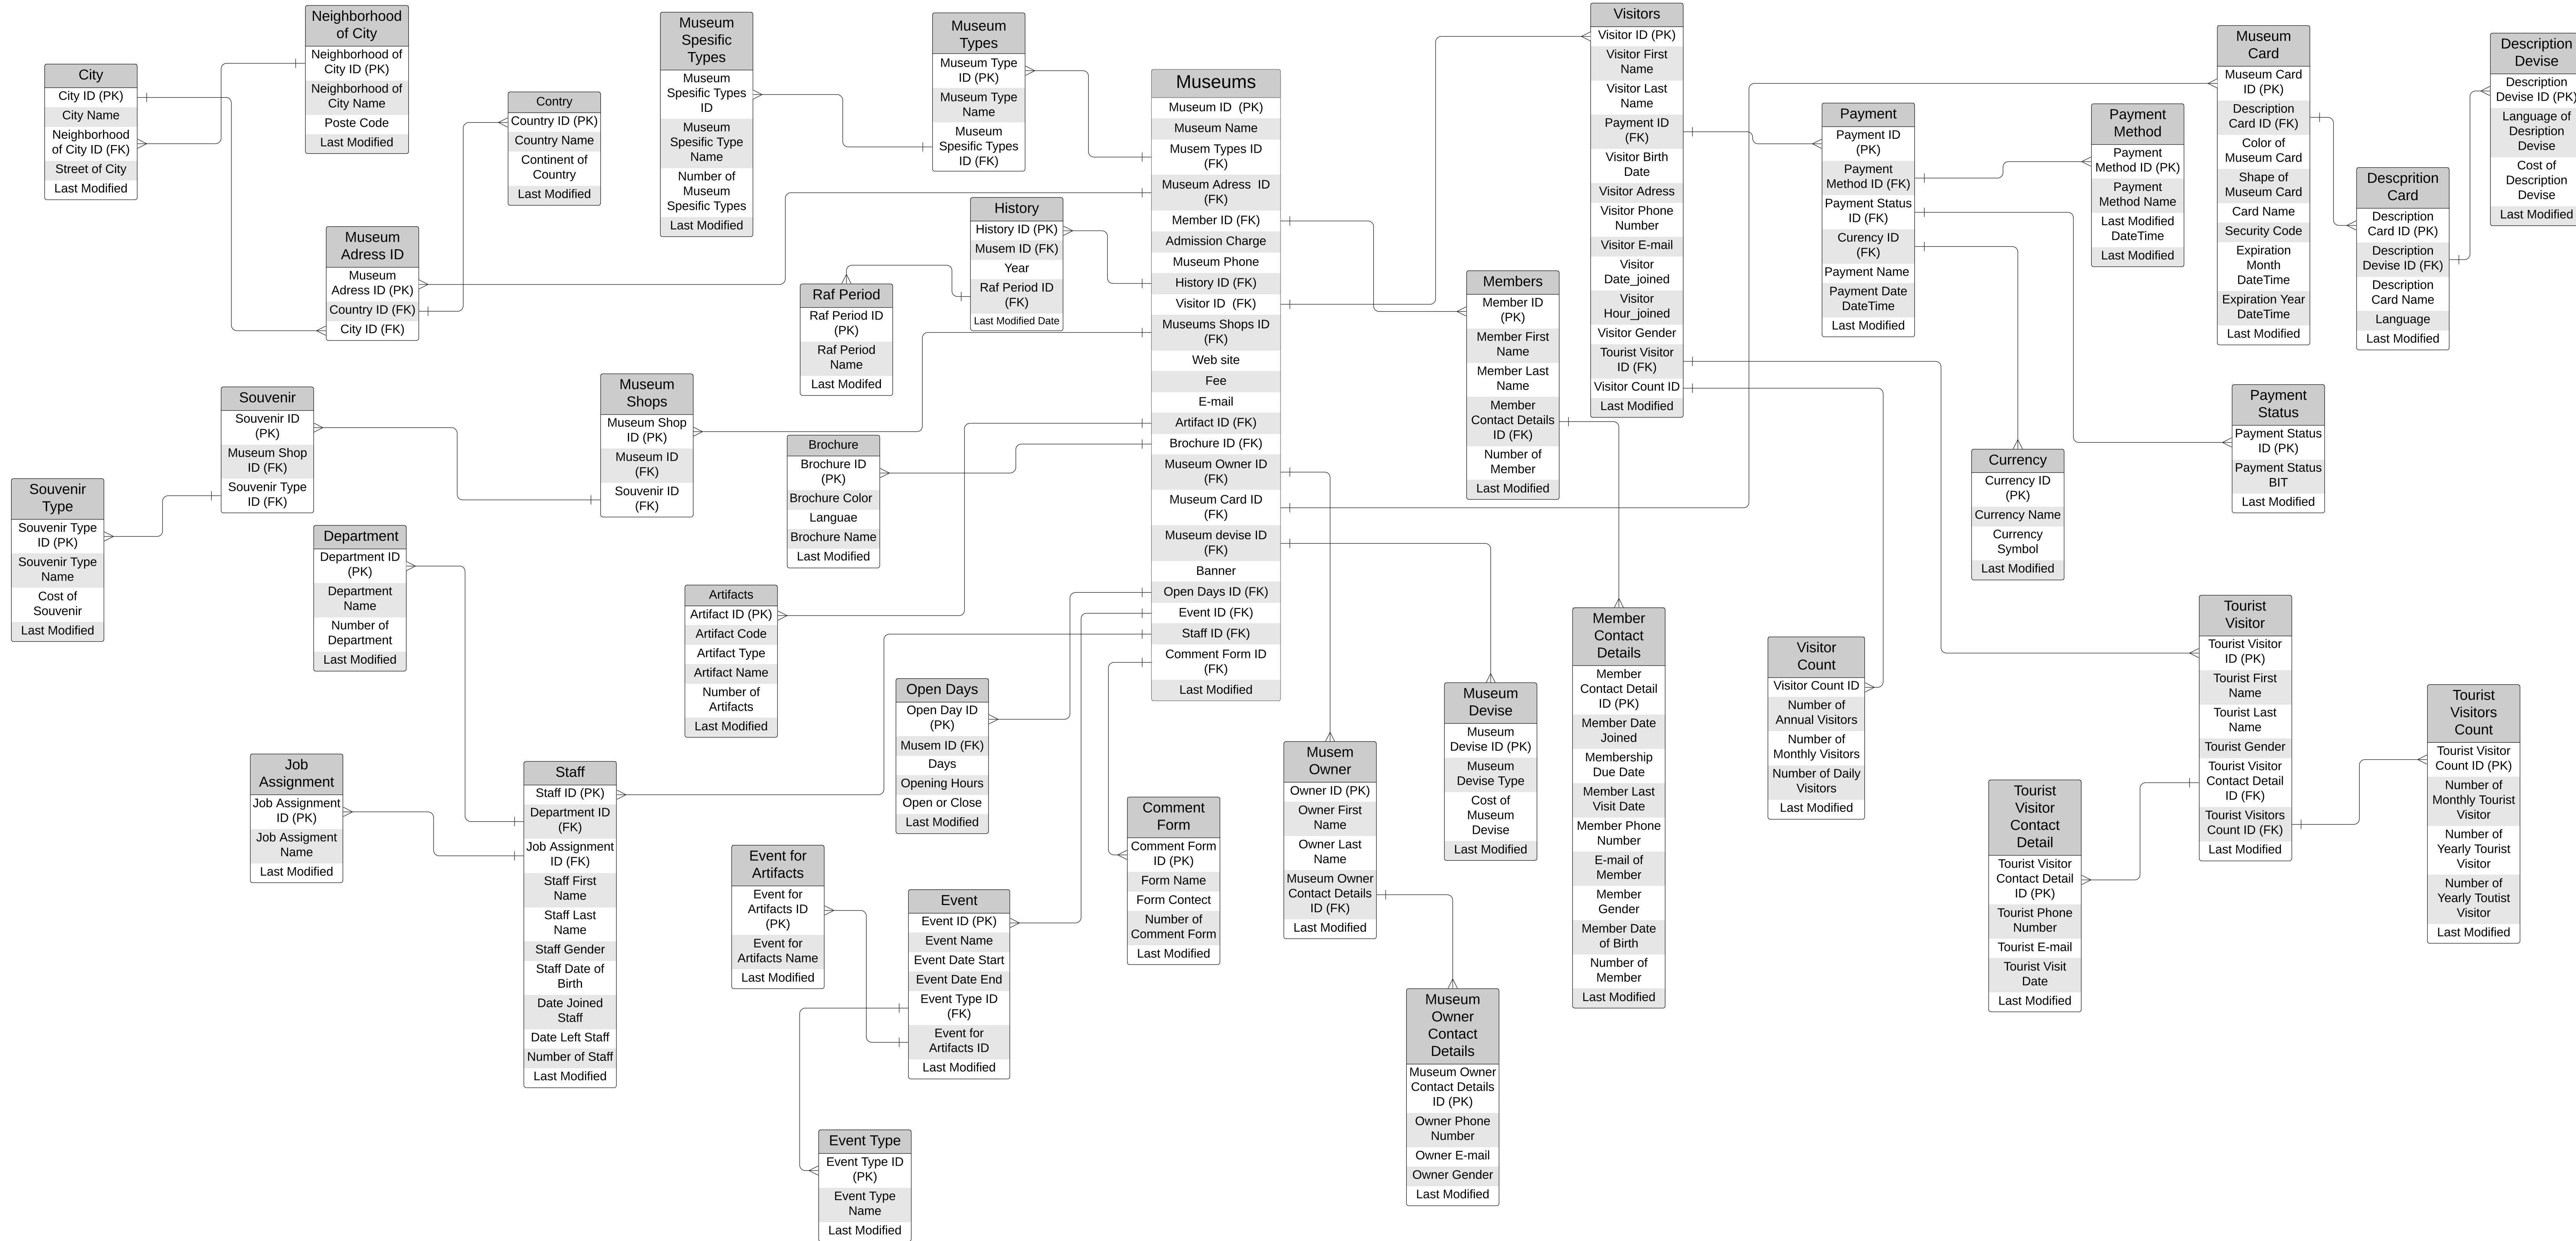 City
City ID (PK)
City Name
Neighborhood
of City ID (FK)
Street of City
Last Modified
Neighborhood
of City
Neighborhood of
City ID (PK)
Neighborhood of
City Name
Poste Code
Last Modified
Contry
Country ID (PK)
Country Name
Continent of
Country
Last Modified
Museum
Adress ID
Museum
Adress ID (PK)
Country ID (FK)
City ID (FK)
Museum
Spesific
Types
Museum
Spesific Types
ID
Museum
Spesific Type
Name
Number of
Museum
Spesific Types
Last Modified
Museum
Types
Museum Type
ID (PK)
Museum Type
Name
Museum
Spesific Types
ID (FK)
History
History ID (PK)
Musem ID (FK)
Year
Raf Period ID
(FK)
Last Modified Date
Raf Period
Raf Period ID
(PK)
Raf Period
Name
Last Modifed
Museums
Museum ID  (PK)
Museum Name
Musem Types ID
(FK)
Museum Adress  ID
(FK)
Member ID (FK)
Admission Charge
Museum Phone
History ID (FK)
Visitor ID  (FK)
Museums Shops ID
(FK)
Web site
Fee
E-mail
Artifact ID (FK)
Brochure ID (FK)
Museum Owner ID
(FK)
Museum Card ID
(FK)
Museum devise ID
(FK)
Banner
Open Days ID (FK)
Event ID (FK)
Staff ID (FK)
Comment Form ID
(FK)
Last Modified
Souvenir
Souvenir ID
(PK)
Museum Shop
ID (FK)
Souvenir Type
ID (FK)
Museum
Shops
Museum Shop
ID (PK)
Museum ID
(FK)
Souvenir ID
(FK)
Souvenir
Type
Souvenir Type
ID (PK)
Souvenir Type
Name
Cost of
Souvenir
Last Modified
Department
Department ID
(PK)
Department
Name
Number of
Department
Last Modified
Brochure
Brochure ID
(PK)
Brochure Color
Languae
Brochure Name
Last Modified
Artifacts
Artifact ID (PK)
Artifact Code
Artifact Type
Artifact Name
Number of
Artifacts
Last Modified
Open Days
Open Day ID
(PK)
Musem ID (FK)
Days
Opening Hours
Open or Close
Last Modified
Job
Assignment
Job Assignment
ID (PK)
Job Assigment
Name
Last Modified
Staff
Staff ID (PK)
Department ID
(FK)
Job Assignment
ID (FK)
Staff First
Name
Staff Last
Name
Staff Gender
Staff Date of
Birth
Date Joined
Staff
Date Left Staff
Number of Staff
Last Modified
Event for
Artifacts
Event for
Artifacts ID
(PK)
Event for
Artifacts Name
Last Modified
Event
Event ID (PK)
Event Name
Event Date Start
Event Date End
Event Type ID
(FK)
Event for
Artifacts ID
Last Modified
Event Type
Event Type ID
(PK)
Event Type
Name
Last Modified
Comment
Form
Comment Form
ID (PK)
Form Name
Form Contect
Number of
Comment Form
Last Modified
Musem
Owner
Owner ID (PK)
Owner First
Name
Owner Last
Name
Museum Owner
Contact Details
ID (FK)
Last Modified
Museum
Owner
Contact
Details
Museum Owner
Contact Details
ID (PK)
Owner Phone
Number
Owner E-mail
Owner Gender
Last Modified
Museum
Devise
Museum
Devise ID (PK)
Museum
Devise Type
Cost of
Museum
Devise
Last Modified
Members
Member ID
(PK)
Member First
Name
Member Last
Name
Member
Contact Details
ID (FK)
Number of
Member
Last Modified
Member
Contact
Details
Member
Contact Detail
ID (PK)
Member Date
Joined
Membership
Due Date
Member Last
Visit Date
Member Phone
Number
E-mail of
Member
Member
Gender
Member Date
of Birth
Number of
Member
Last Modified
Visitors
Visitor ID (PK)
Visitor First
Name
Visitor Last
Name
Payment ID
(FK)
Visitor Birth
Date
Visitor Adress
Visitor Phone
Number
Visitor E-mail
Visitor
Date_joined
Visitor
Hour_joined
Visitor Gender
Tourist Visitor
ID (FK)
Visitor Count ID
Last Modified
Payment
Payment ID
(PK)
Payment
Method ID (FK)
Payment Status
ID (FK)
Curency ID
(FK)
Payment Name
Payment Date
DateTime
Last Modified
Payment
Method
Payment
Method ID (PK)
Payment
Method Name
Last Modified
DateTime
Last Modified
Museum
Card
Museum Card
ID (PK)
Description
Card ID (FK)
Color of
Museum Card
Shape of
Museum Card
Card Name
Security Code
Expiration
Month
DateTime
Expiration Year
DateTime
Last Modified
Descprition
Card
Description
Card ID (PK)
Description
Devise ID (FK)
Description
Card Name
Language
Last Modified
Description
Devise
Description
Devise ID (PK)
Language of
Desription
Devise
Cost of
Description
Devise
Last Modified
Payment
Status
Payment Status
ID (PK)
Payment Status
BIT
Last Modified
Currency
Currency ID
(PK)
Currency Name
Currency
Symbol
Last Modified
Visitor
Count
Visitor Count ID
Number of
Annual Visitors
Number of
Monthly Visitors
Number of Daily
Visitors
Last Modified
Tourist
Visitor
Tourist Visitor
ID (PK)
Tourist First
Name
Tourist Last
Name
Tourist Gender
Tourist Visitor
Contact Detail
ID (FK)
Tourist Visitors
Count ID (FK)
Last Modified
Tourist
Visitor
Contact
Detail
Tourist Visitor
Contact Detail
ID (PK)
Tourist Phone
Number
Tourist E-mail
Tourist Visit
Date
Last Modified
Tourist
Visitors
Count
Tourist Visitor
Count ID (PK)
Number of
Monthly Tourist
Visitor
Number of
Yearly Tourist
Visitor
Number of
Yearly Toutist
Visitor
Last Modified